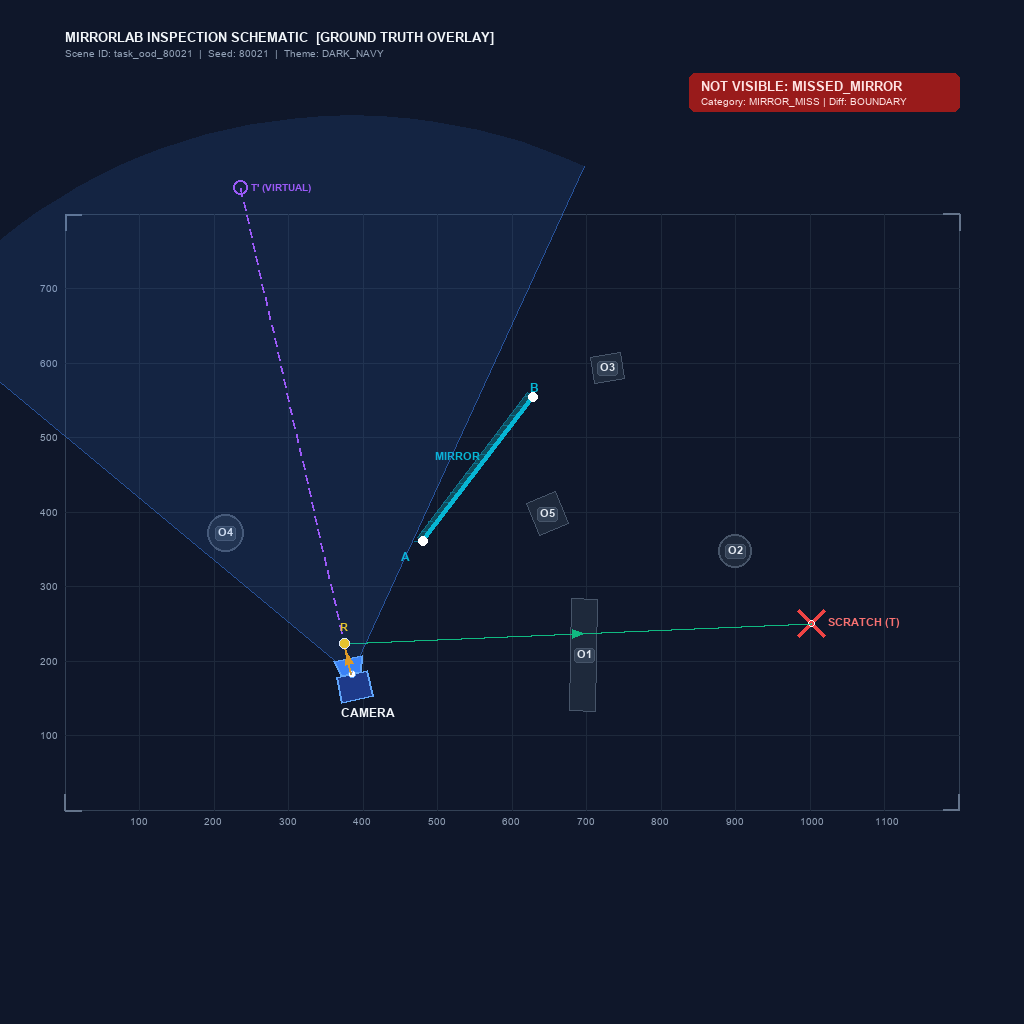 MIRRORLAB INSPECTION SCHEMATIC  [GROUND TRUTH OVERLAY]
Scene ID: task_ood_80021  |  Seed: 80021  |  Theme: DARK_NAVY
NOT VISIBLE: MISSED_MIRROR
Category: MIRROR_MISS | Diff: BOUNDARY
T' (VIRTUAL)
700
600
O3
B
500
MIRROR
400
O5
O4
A
O2
300
R
SCRATCH (T)
200
O1
CAMERA
100
100 200 300 400 500 600 700 800 900 1000 1100